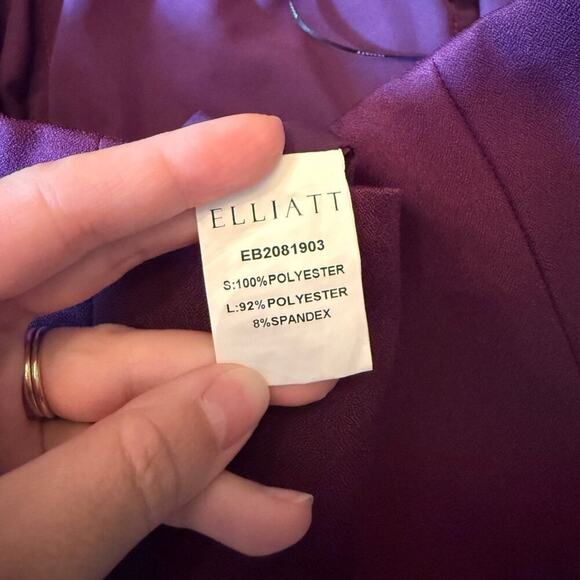 ELLIATT
EB2081903
S:100%POLYESTER
L:92%POLYESTER
8%SPANDEX